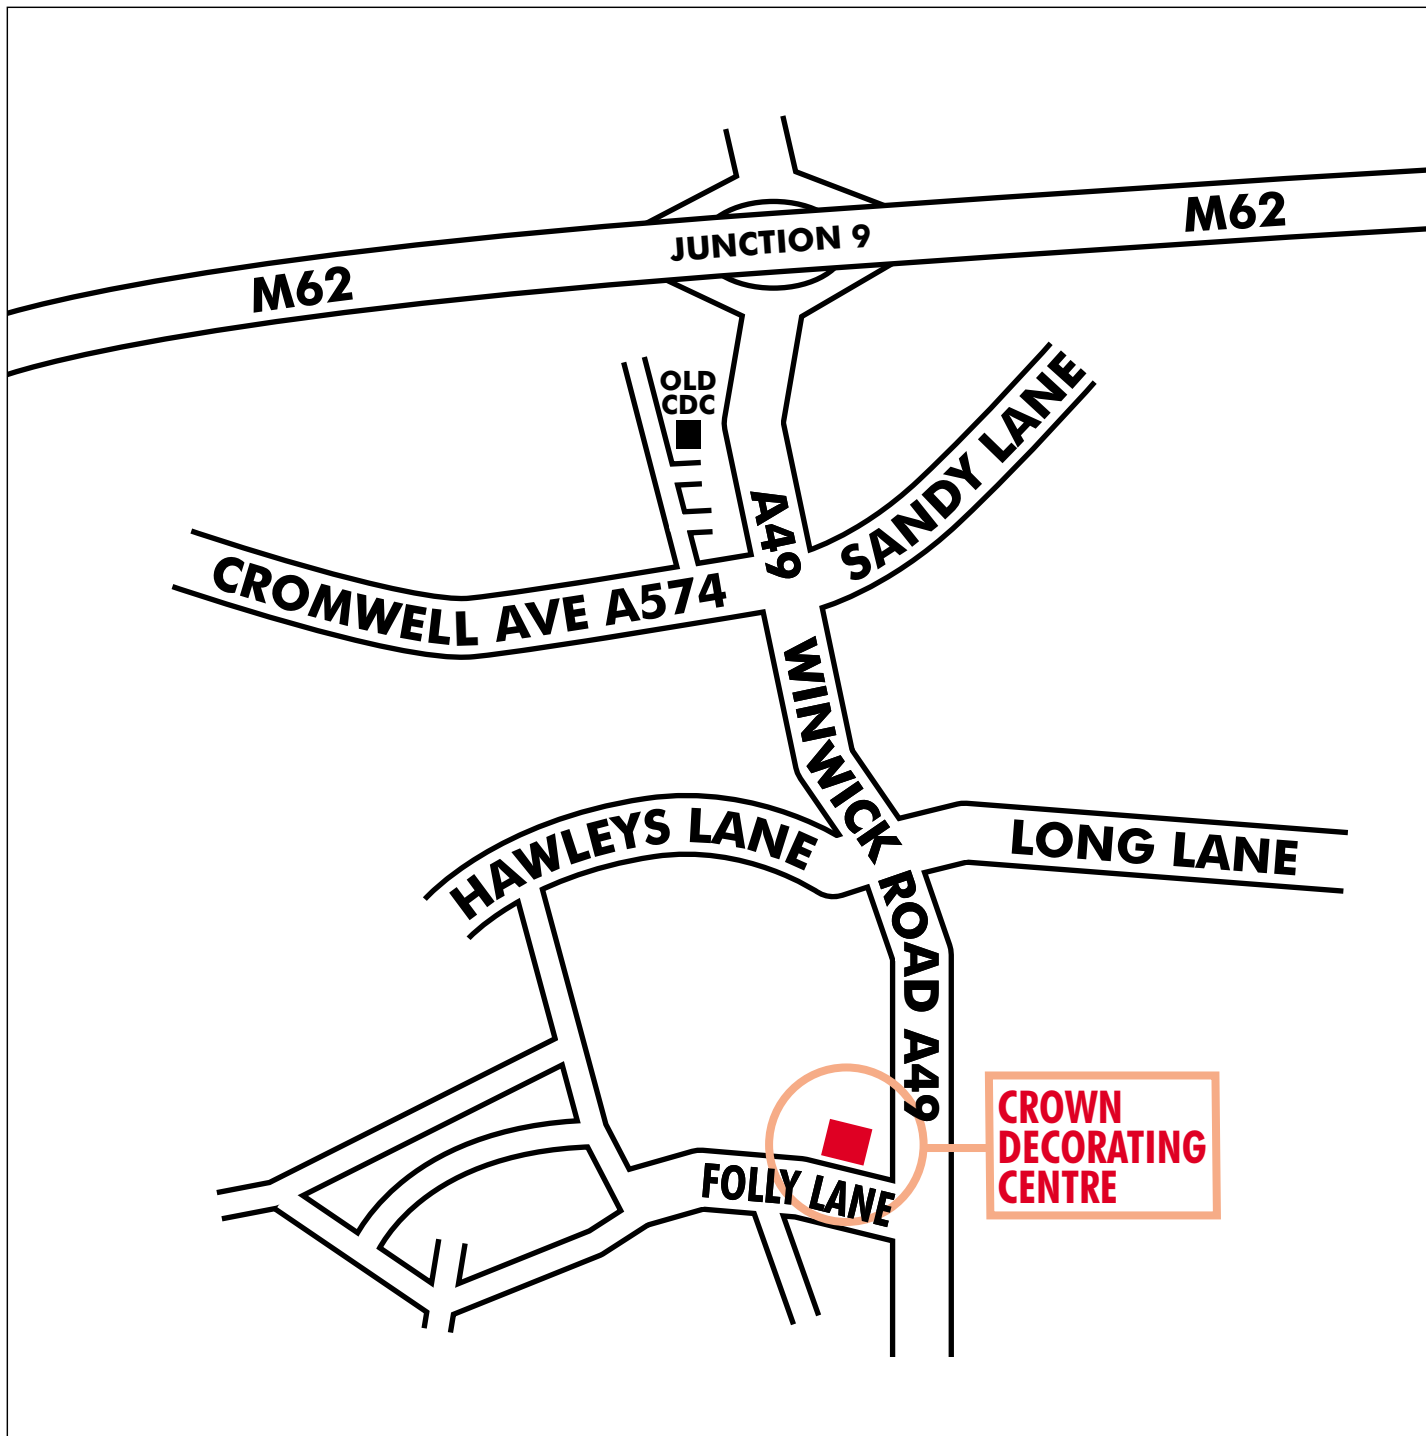 M62
JUNCTION 9
M62
OLD
CDC
A49
SANDY LANE
CROMWELL AVE A574
WINWICK ROAD A49
HAWLEYS LANE
LONG LANE
CROWN
DECORATING
CENTRE
FOLLY LANE